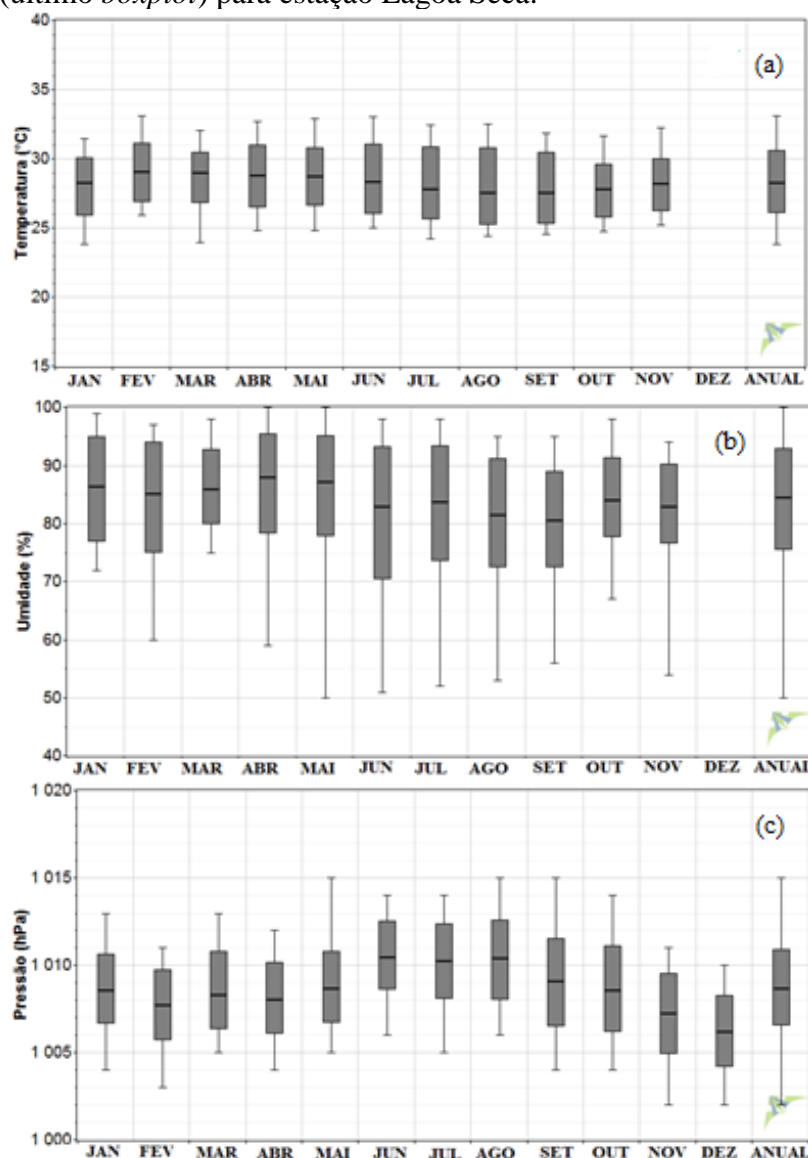 (último boxplot) para estação Lagoa Seca.
40
(a)
35
30
25
20
15
Temperatura (°C)
JAN FEV MAR ABR MAI JUN JUL AGO SET OUT NOV DEZ ANUAL
100
(b)
90
80
70
60
50
40
Umidade (%)
JAN FEV MAR ABR MAI JUN JUL AGO SET OUT NOV DEZ ANUAL
1 020
(c)
1 015
1 010
1 005
1 000
Pressão (hPa)
JAN FEV MAR ABR MAI JUN JUL AGO SET OUT NOV DEZ ANUAL